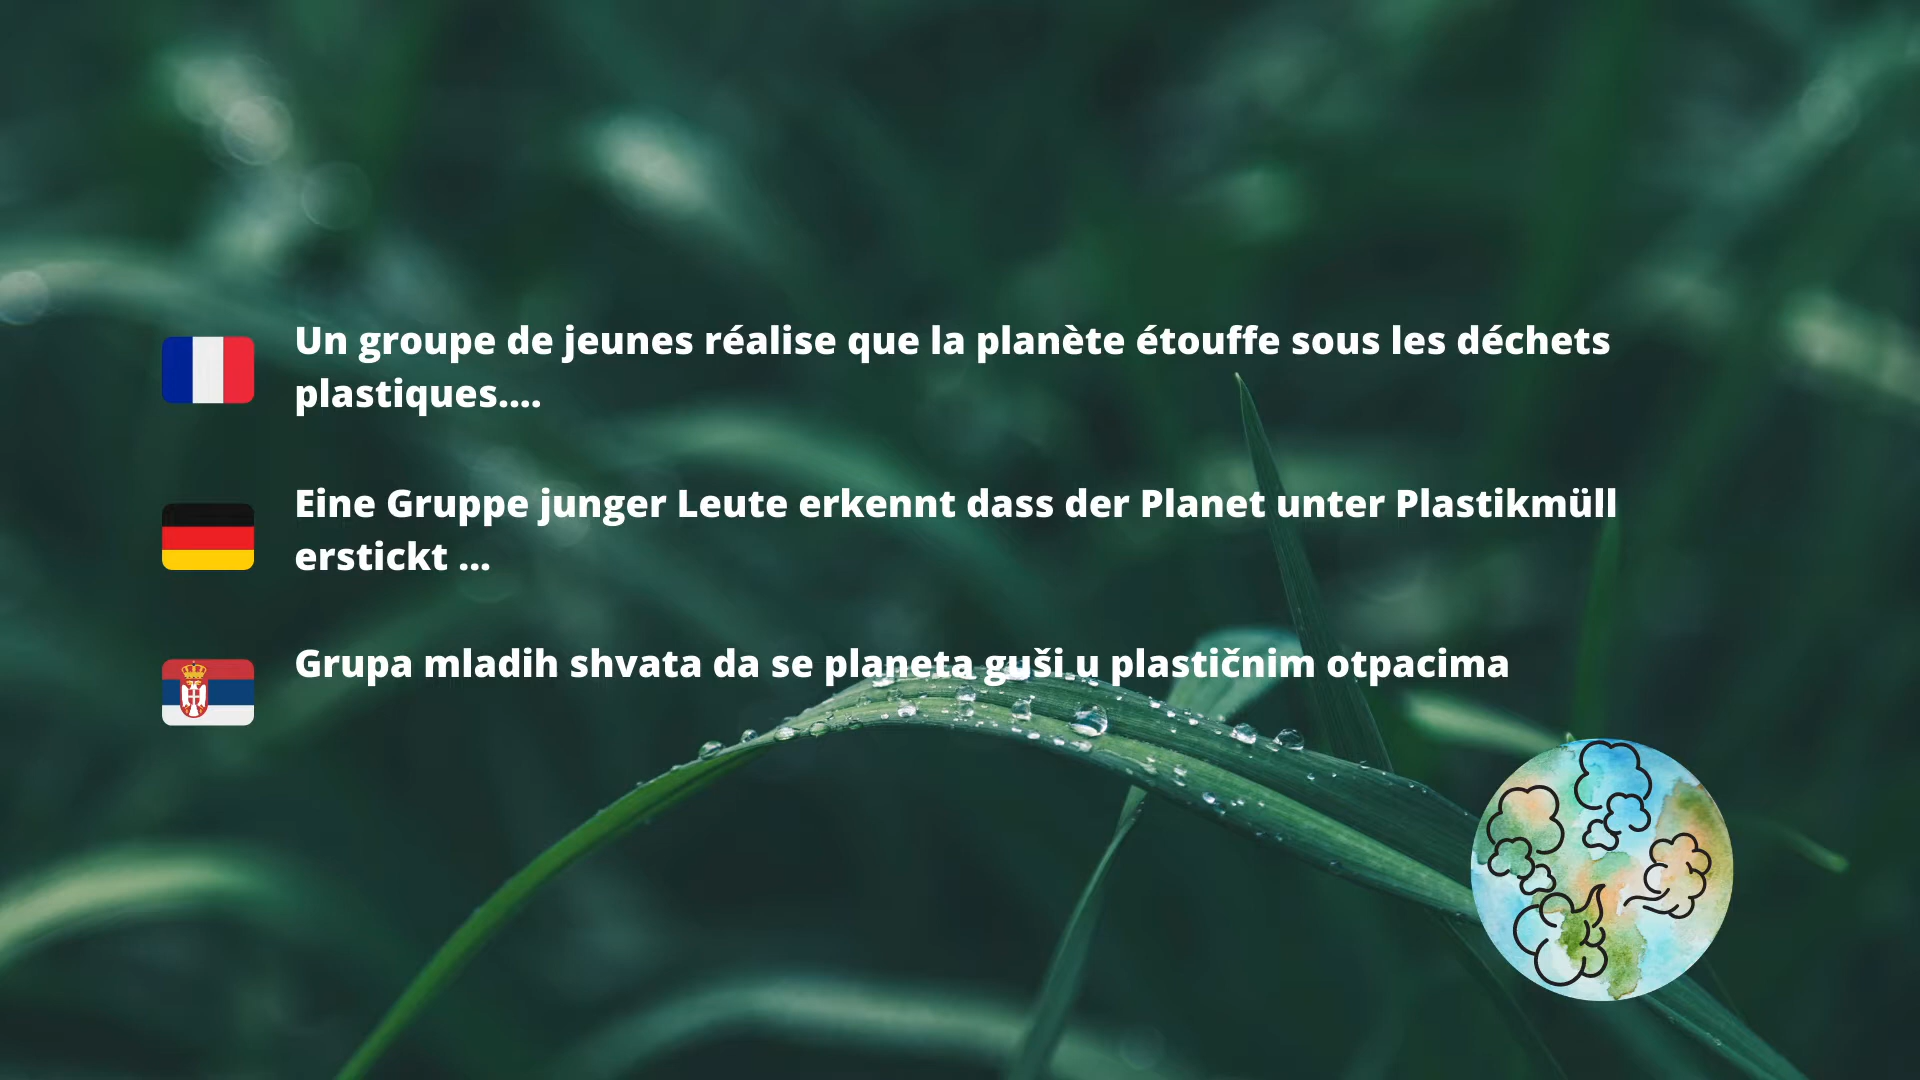 Un groupe de jeunes réalise que la planète étouffe sous les déchets
plastiques....
Eine Gruppe junger Leute erkennt dass der Planet unter Plastikmüll
erstickt ...
Grupa mladih shvata da se planeta guši u plastičnim otpacima